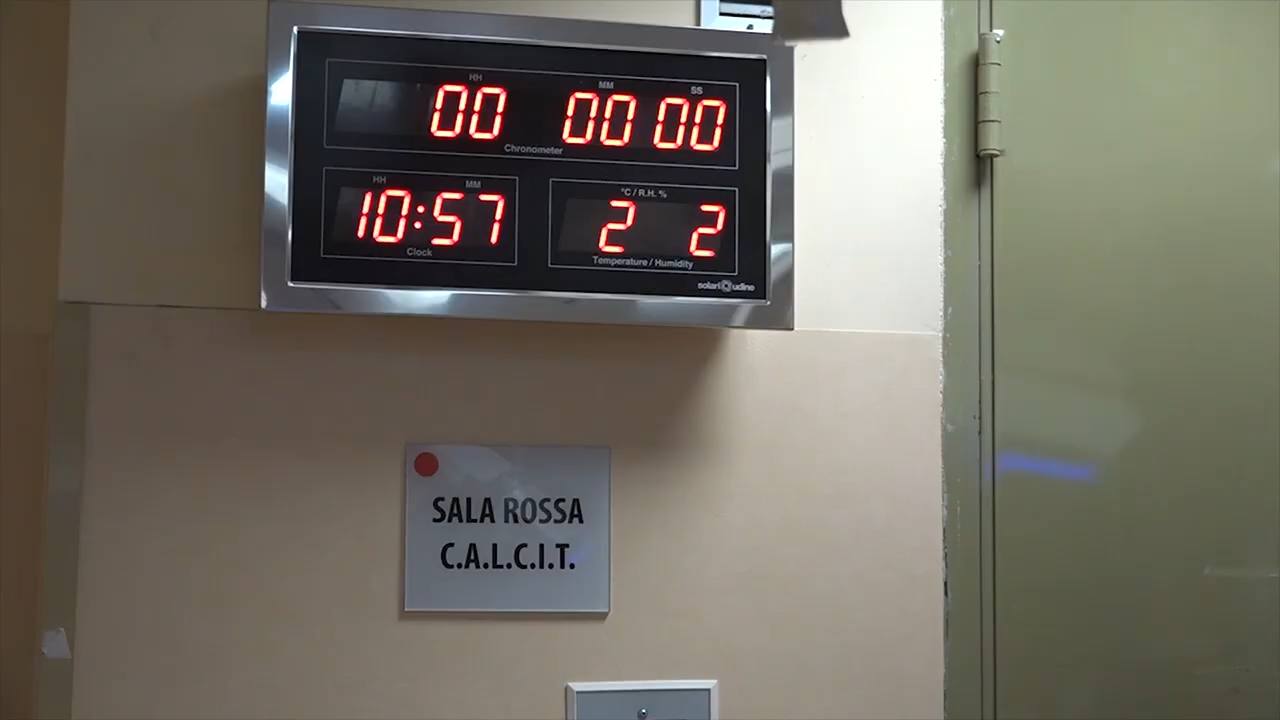 HH MM SS
00 00 00
Chronometer
HH MM
10:57
Clock
°C / R.H. %
2 2
Temperature / Humidity
solari udine
SALA ROSSA
C.A.L.C.I.T.